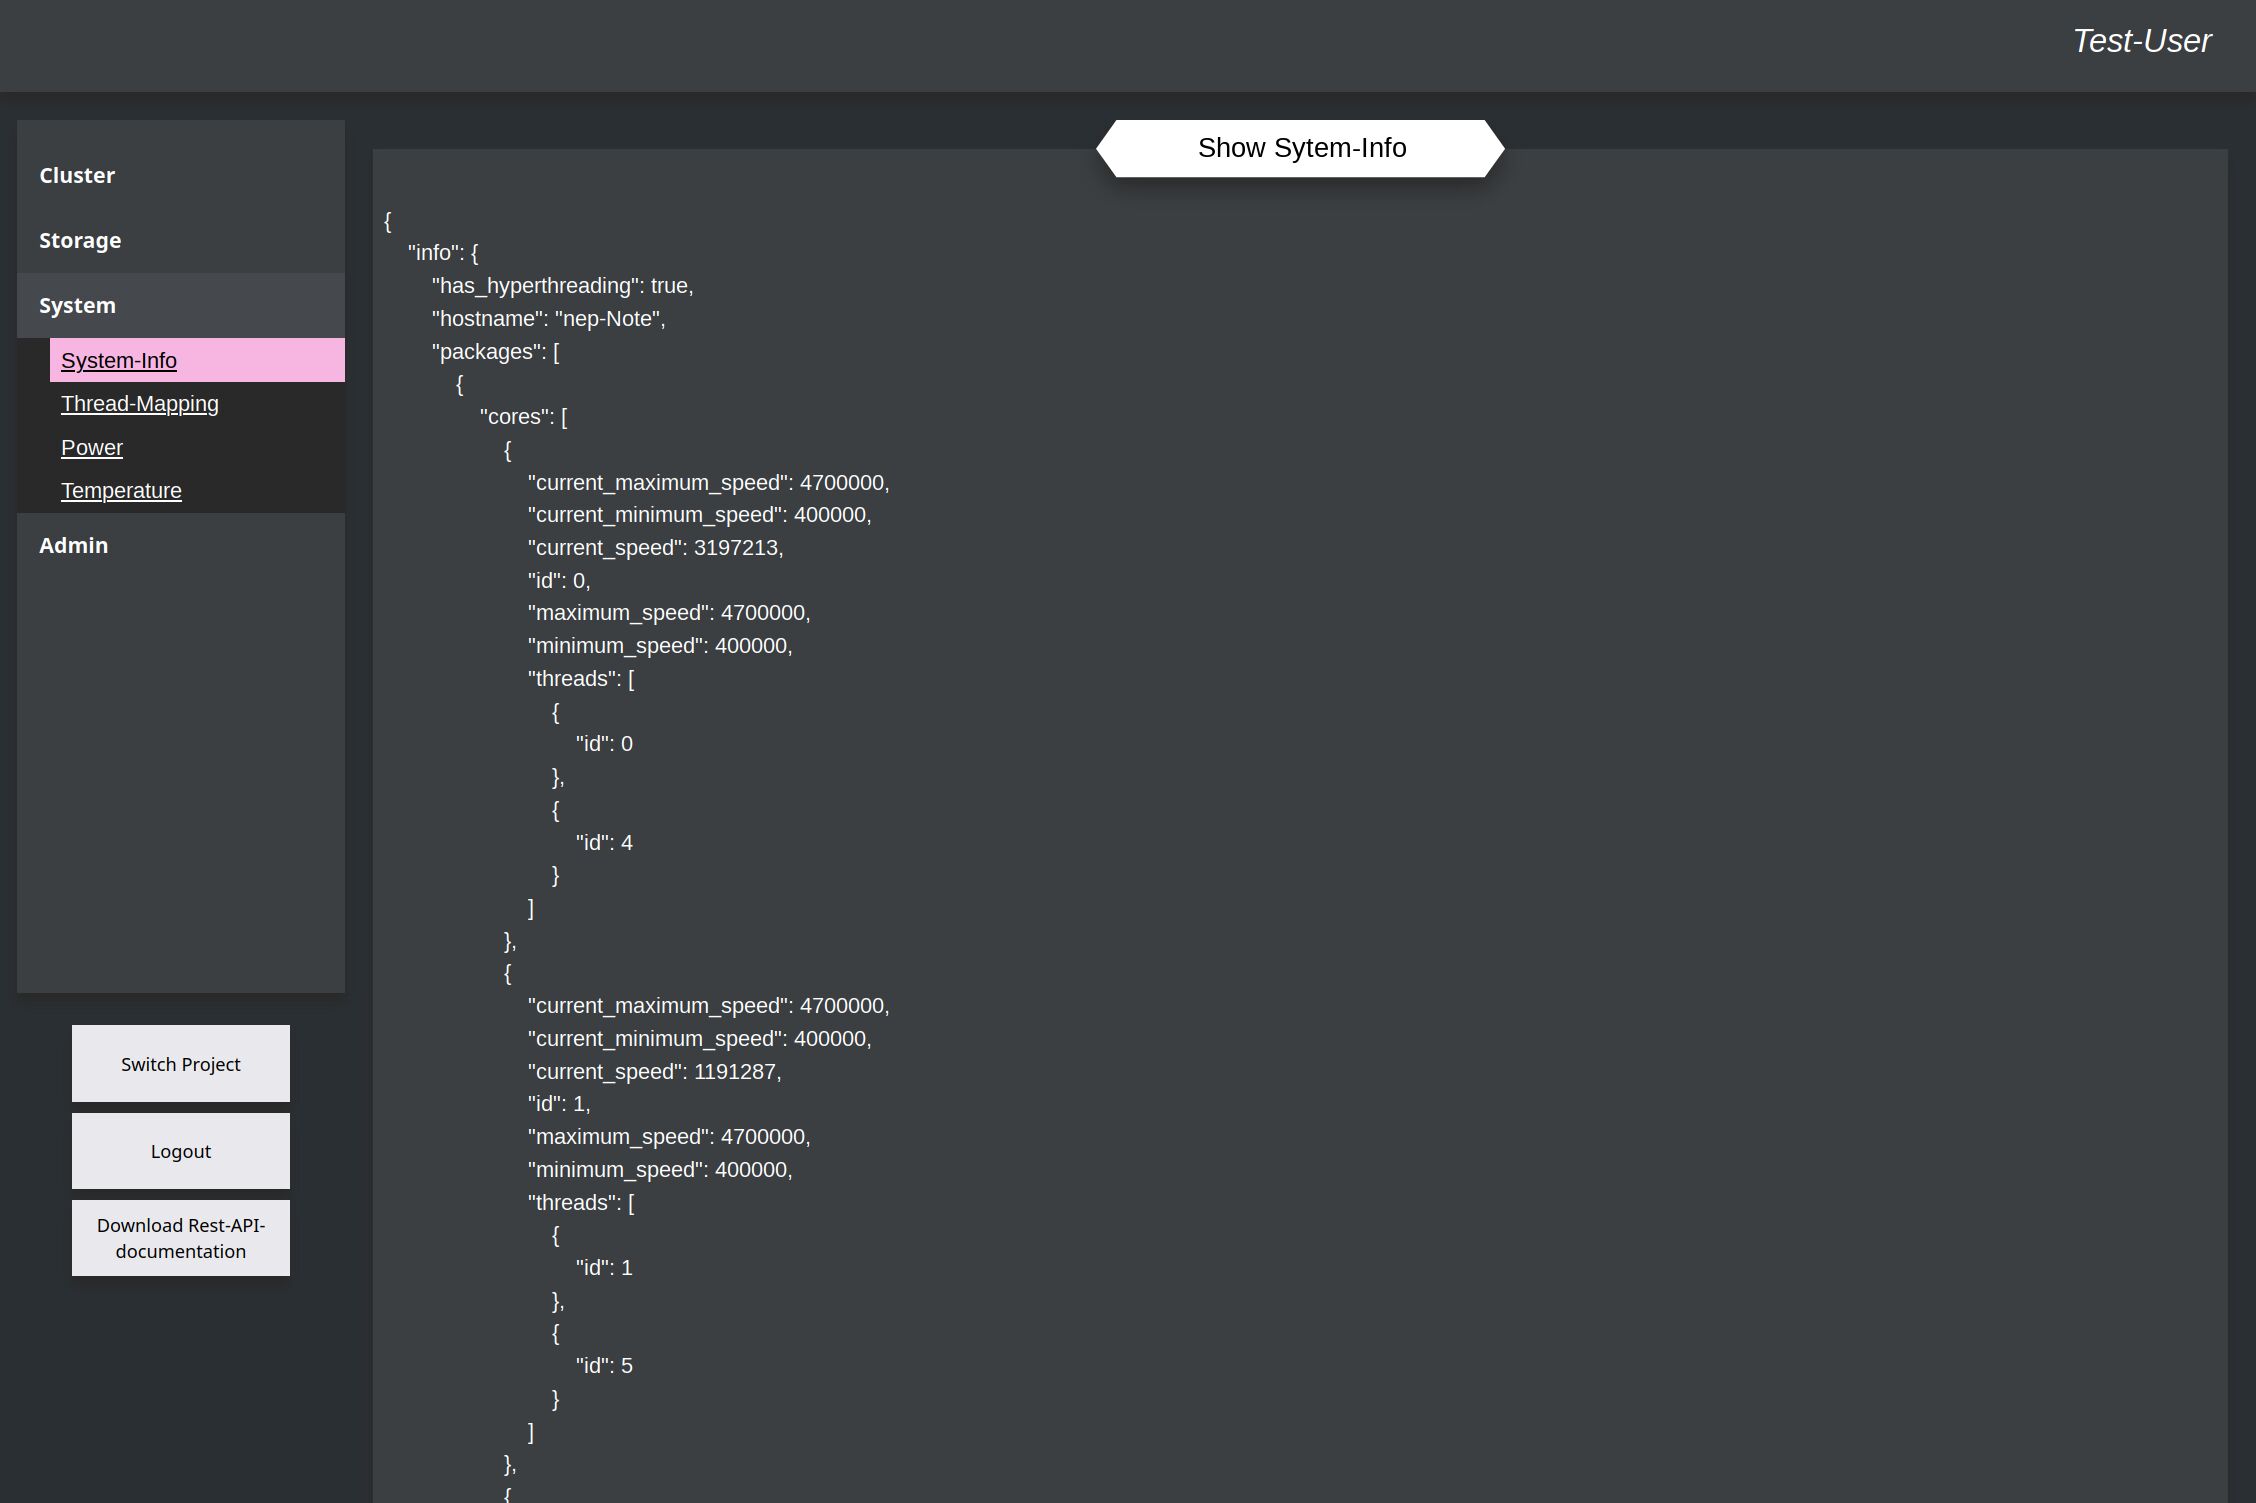 Test-User
Cluster
Storage
System
System-Info
Thread-Mapping
Power
Temperature
Admin
Switch Project
Logout
Download Rest-API-
documentation
Show Sytem-Info
{
"info": {
"has_hyperthreading": true,
"hostname": "nep-Note",
"packages": [
{
"cores": [
{
"current_maximum_speed": 4700000,
"current_minimum_speed": 400000,
"current_speed": 3197213,
"id": 0,
"maximum_speed": 4700000,
"minimum_speed": 400000,
"threads": [
{
"id": 0
},
{
"id": 4
}
]
},
{
"current_maximum_speed": 4700000,
"current_minimum_speed": 400000,
"current_speed": 1191287,
"id": 1,
"maximum_speed": 4700000,
"minimum_speed": 400000,
"threads": [
{
"id": 1
},
{
"id": 5
}
]
},
{